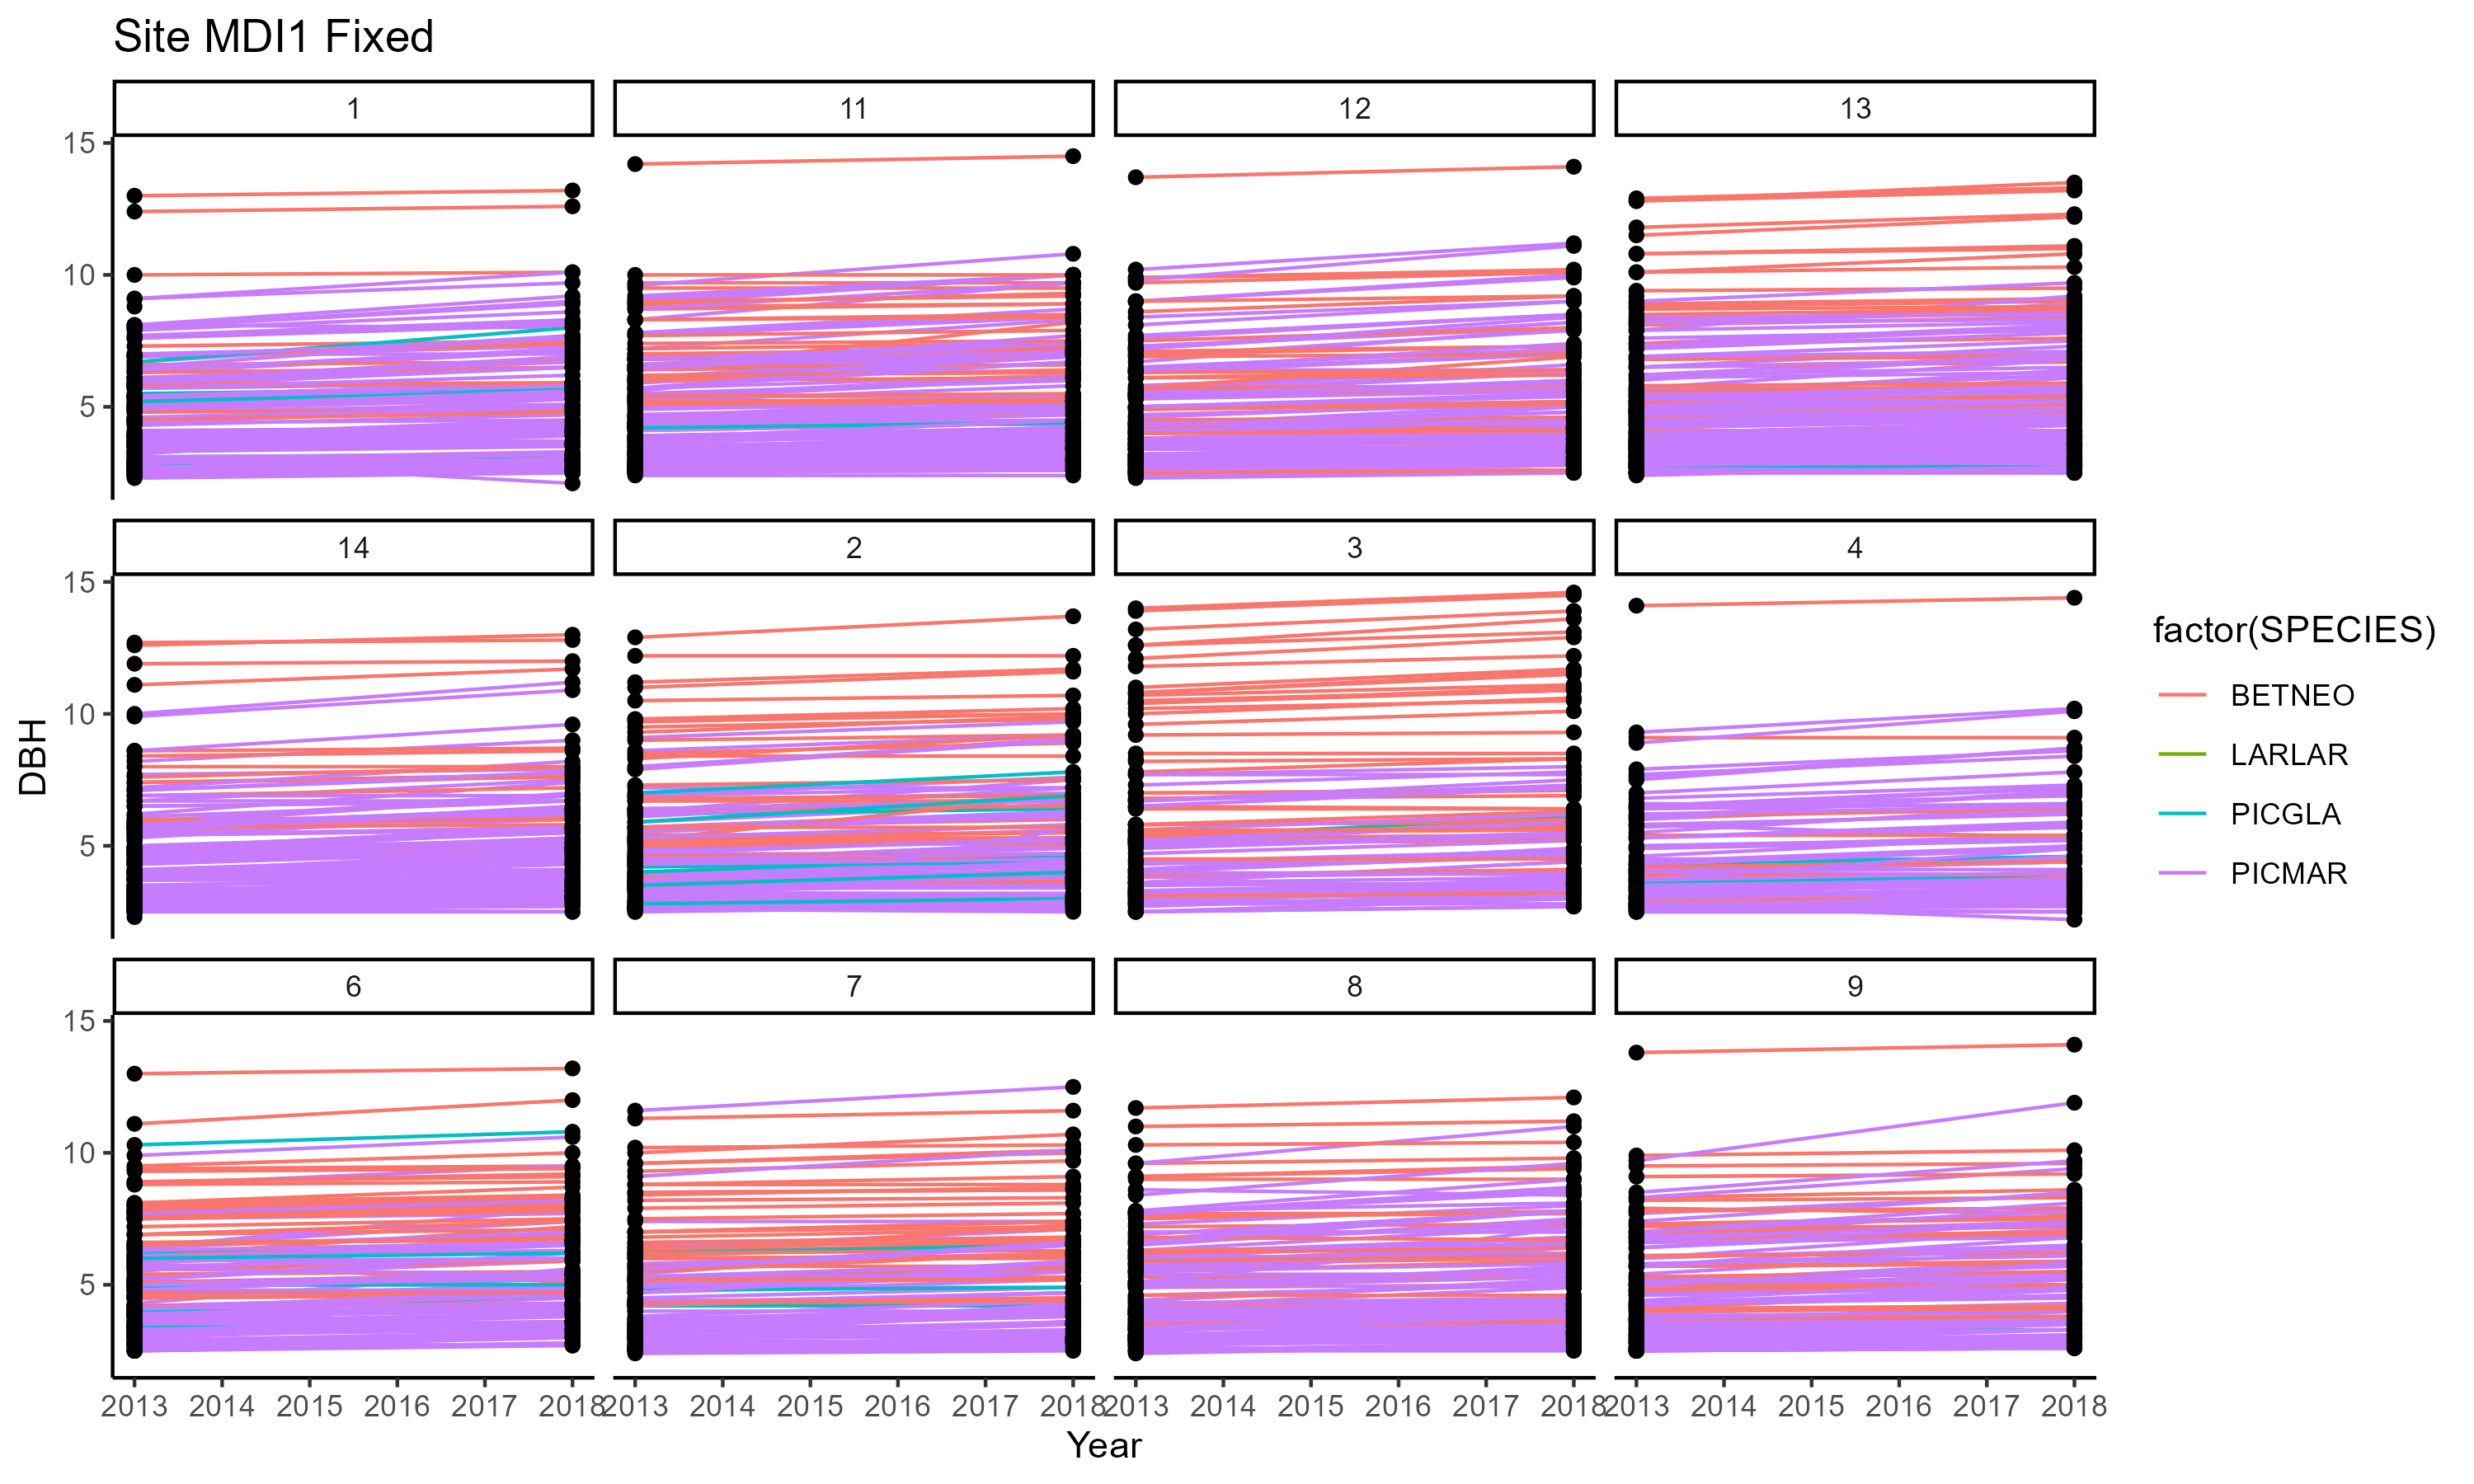 Site MDI1 Fixed
1 11 12 13
15
10
5
14 2 3 4
15
10
5
6 7 8 9
15
10
5
2013 2014 2015 2016 2017 2018 2013 2014 2015 2016 2017 2018 2013 2014 2015 2016 2017 2018 2013 2014 2015 2016 2017 2018
Year
DBH
factor(SPECIES)
BETNEO
LARLAR
PICGLA
PICMAR